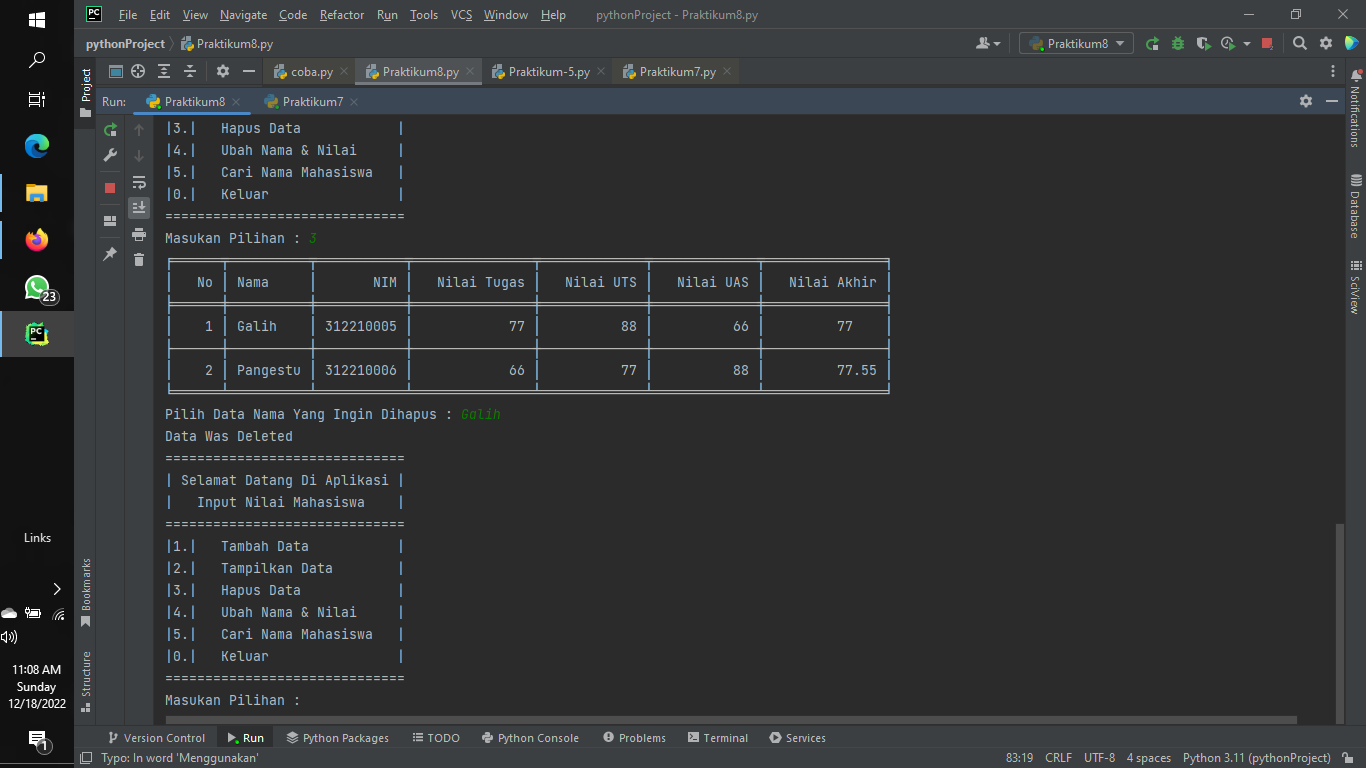 File Edit View Navigate Code Refactor Run Tools VCS Window Help pythonProject - Praktikum8.py
pythonProject Praktikum8.py Praktikum8
Project
coba.py Praktikum8.py Praktikum-5.py Praktikum7.py
Run: Praktikum8 Praktikum7
|3.| Hapus Data |
|4.| Ubah Nama & Nilai |
|5.| Cari Nama Mahasiswa |
|0.| Keluar |
==============================
Masukan Pilihan : 3
No Nama NIM Nilai Tugas Nilai UTS Nilai UAS Nilai Akhir
1 Galih 312210005 77 88 66 77
2 Pangestu 312210006 66 77 88 77.55
Pilih Data Nama Yang Ingin Dihapus : Galih
Data Was Deleted
==============================
| Selamat Datang Di Aplikasi |
| Input Nilai Mahasiswa |
==============================
|1.| Tambah Data |
|2.| Tampilkan Data |
|3.| Hapus Data |
|4.| Ubah Nama & Nilai |
|5.| Cari Nama Mahasiswa |
|0.| Keluar |
==============================
Masukan Pilihan :
Notifications
Database
SciView
Bookmarks
Structure
Version Control Run Python Packages TODO Python Console Problems Terminal Services
Typo: In word 'Menggunakan' 83:19 CRLF UTF-8 4 spaces Python 3.11 (pythonProject)
PC
23
PC
Links
11:08 AM
Sunday
12/18/2022
1